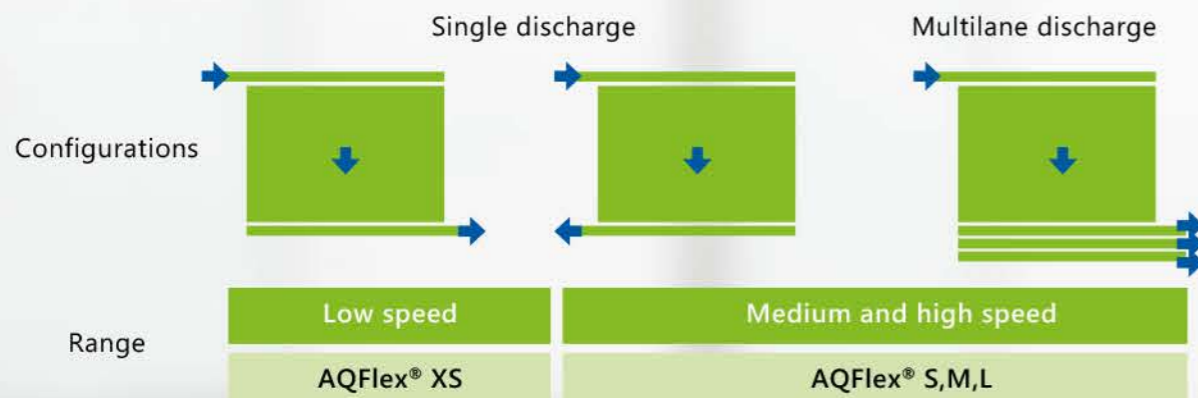 Single discharge
Multilane discharge
Configurations
Low speed
Medium and high speed
Range
AQFlex® XS
AQFlex® S,M,L